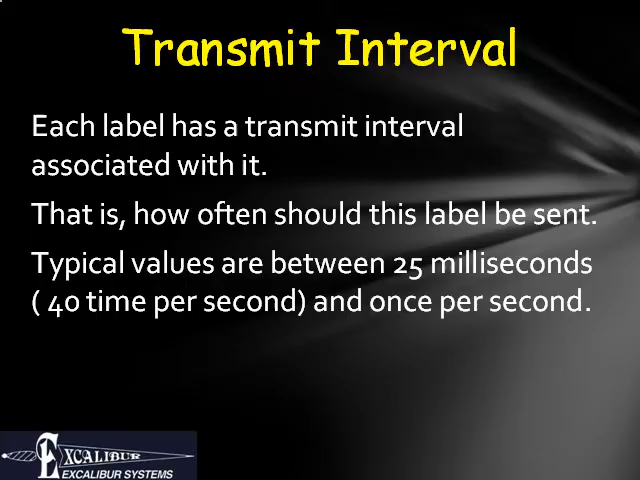 Transmit Interval
Each label has a transmit interval
associated with it.
That is, how often should this label be sent.
Typical values are between 25 milliseconds
( 40 time per second) and once per second.
EXCALIBUR
EXCALIBUR SYSTEMS